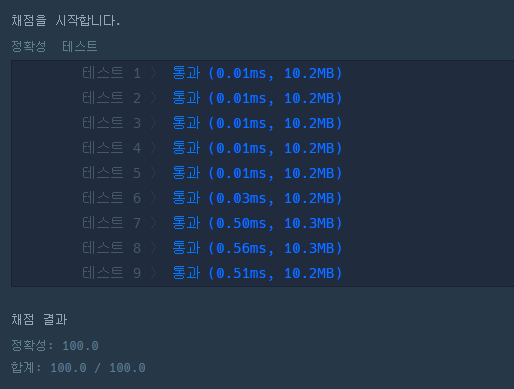 채점을 시작합니다.
정확성 테스트
테스트 1 > 통과 (0.01ms, 10.2MB)
테스트 2 > 통과 (0.01ms, 10.2MB)
테스트 3 > 통과 (0.01ms, 10.2MB)
테스트 4 > 통과 (0.01ms, 10.2MB)
테스트 5 > 통과 (0.01ms, 10.2MB)
테스트 6 > 통과 (0.03ms, 10.2MB)
테스트 7 > 통과 (0.50ms, 10.3MB)
테스트 8 > 통과 (0.56ms, 10.3MB)
테스트 9 > 통과 (0.51ms, 10.2MB)
채점 결과
정확성: 100.0
합계: 100.0 / 100.0